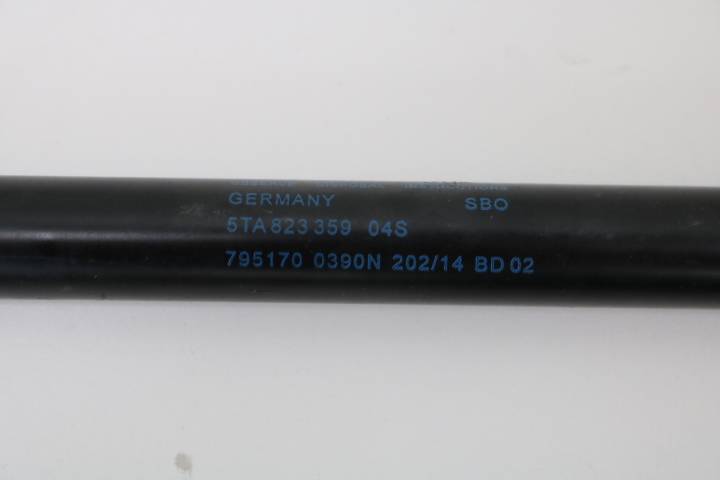 GERMANY SBO
5TA 823 359 04S
795170 0390N 202/14 BD 02